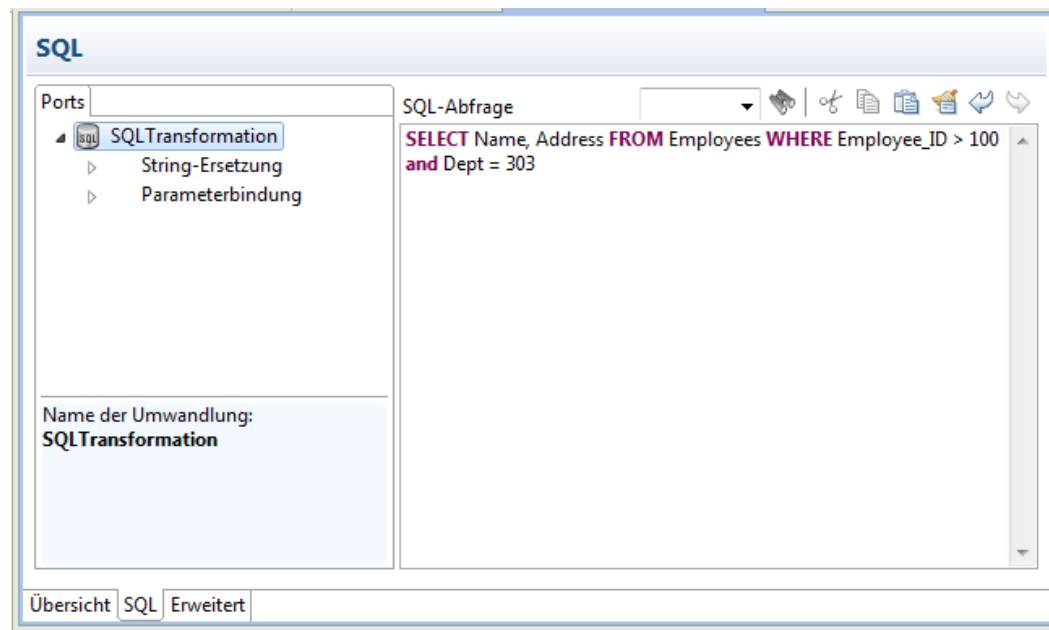 SQL
Ports
SQL
SQLTransformation
String-Ersetzung
Parameterbindung
Name der Umwandlung:
SQLTransformation
SQL-Abfrage
SELECT Name, Address FROM Employees WHERE Employee_ID > 100
and Dept = 303
Übersicht SQL Erweitert